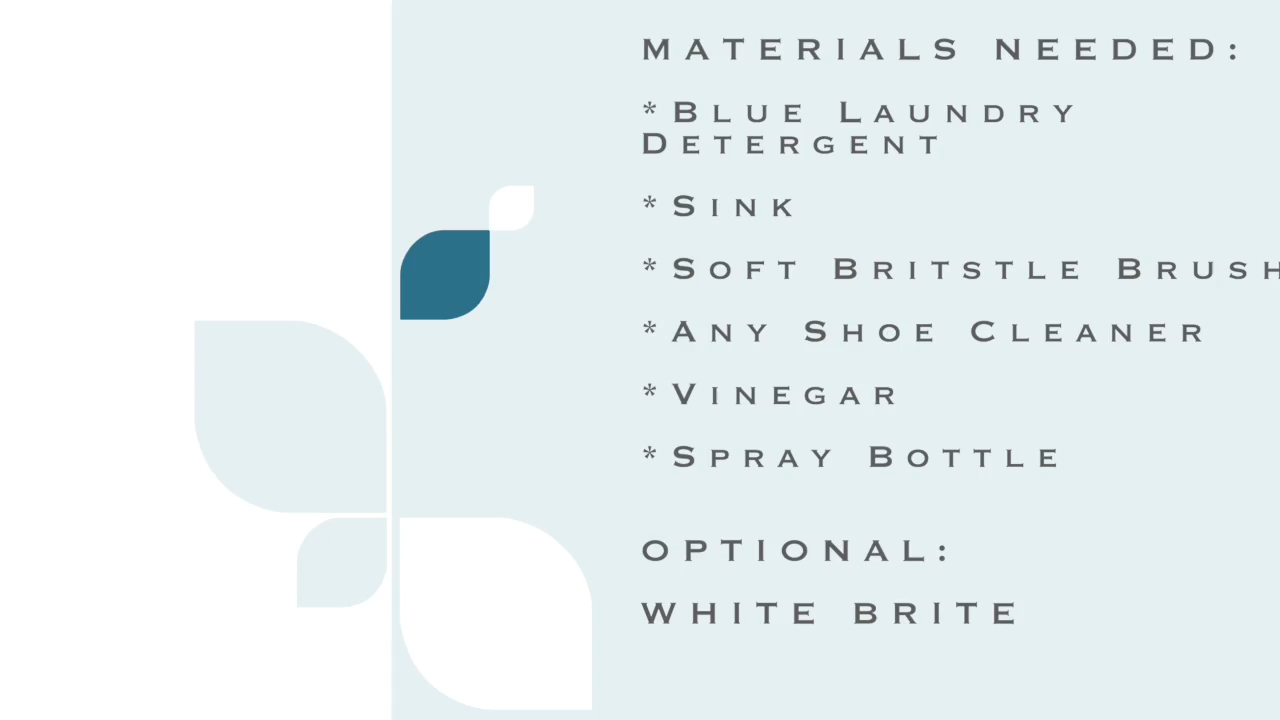 MATERIALS NEEDED:
* Blue Laundry
Detergent
* Sink
* Soft Britstle Brush
* Any Shoe Cleaner
* Vinegar
* Spray Bottle
OPTIONAL:
WHITE BRITE